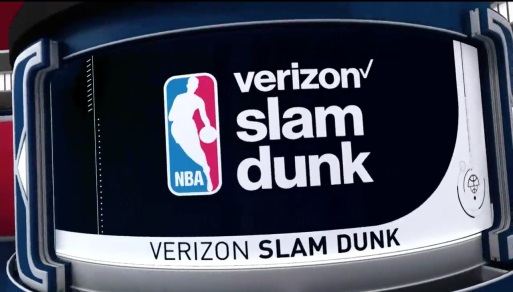 verizon✓
slam
dunk
NBA
VERIZON SLAM DUNK